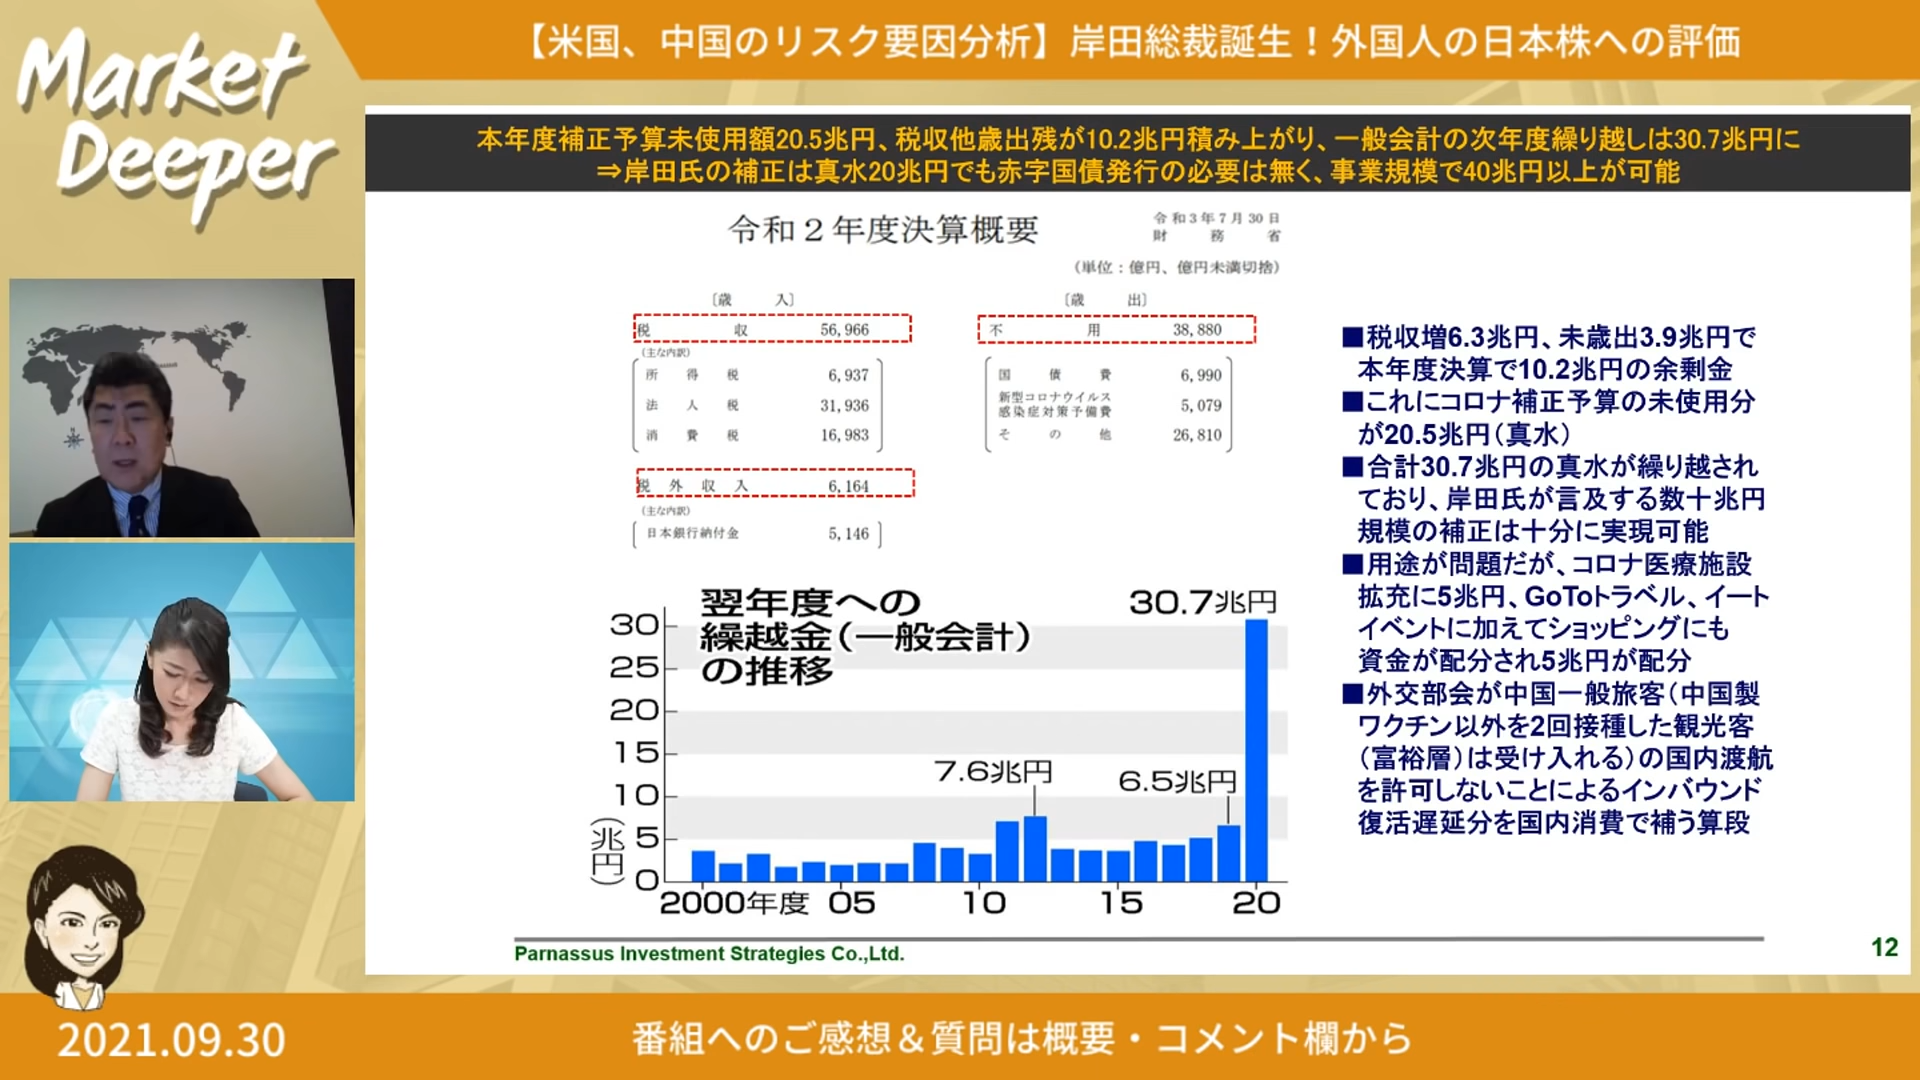 Market
Deeper
【米国、中国のリスク要因分析】岸田総裁誕生！外国人の日本株への評価
本年度補正予算未使用額20.5兆円、税収他歳出残が10.2兆円積み上がり、一般会計の次年度繰り越しは30.7兆円に
⇒岸田氏の補正は真水20兆円でも赤字国債発行の必要は無く、事業規模で40兆円以上が可能
令和２年度決算概要
令和3年7月30日
財務省
（単位：億円、億円未満切捨）
〔歳入〕
税収 56,966
（主な内訳）
所得税 6,937
法人税 31,936
消費税 16,983
税外収入 6,164
（主な内訳）
日本銀行納付金 5,146
〔歳出〕
不用 38,880
国債費 6,990
新型コロナウイルス
感染症対策予備費 5,079
その他 26,810
翌年度への
繰越金（一般会計）
の推移
30.7兆円
7.6兆円
6.5兆円
30
25
20
15
10
5
0
（兆円）
2000年度 05 10 15 20
■税収増6.3兆円、未歳出3.9兆円で
本年度決算で10.2兆円の余剰金
■これにコロナ補正予算の未使用分
が20.5兆円（真水）
■合計30.7兆円の真水が繰り越され
ており、岸田氏が言及する数十兆円
規模の補正は十分に実現可能
■用途が問題だが、コロナ医療施設
拡充に5兆円、GoToトラベル、イート
イベントに加えてショッピングにも
資金が配分され5兆円が配分
■外交部会が中国一般旅客（中国製
ワクチン以外を2回接種した観光客
（富裕層）は受け入れる）の国内渡航
を許可しないことによるインバウンド
復活遅延分を国内消費で補う算段
Parnassus Investment Strategies Co.,Ltd.
12
2021.09.30
番組へのご感想＆質問は概要・コメント欄から